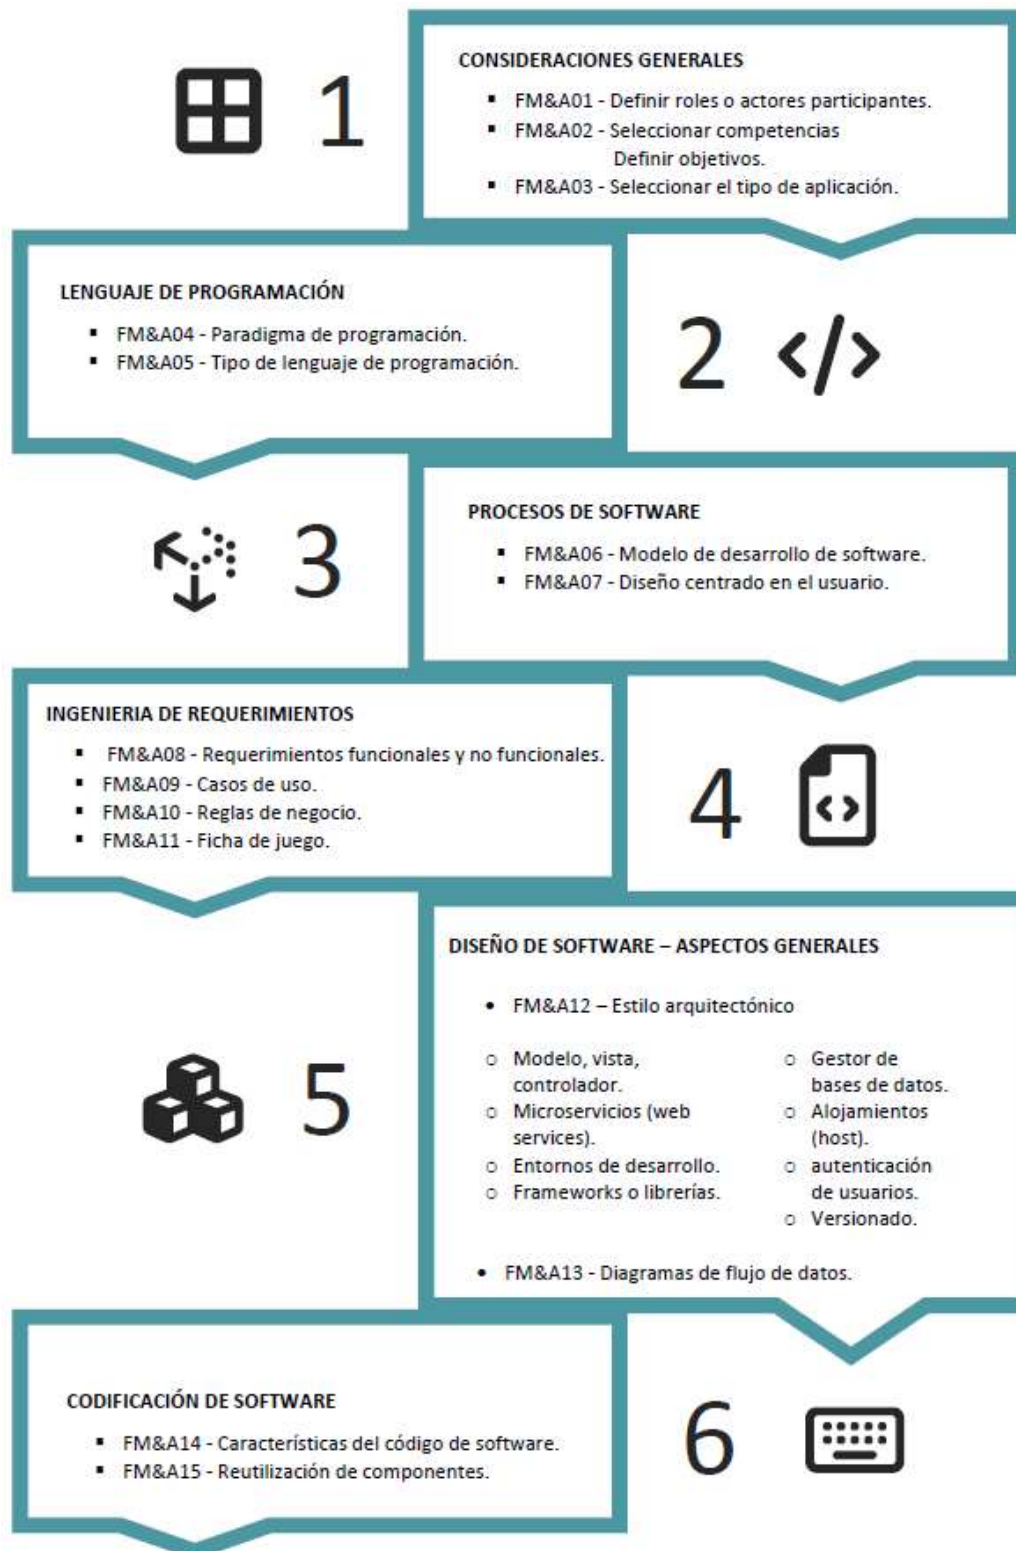 1
CONSIDERACIONES GENERALES
▪ FM&A01 - Definir roles o actores participantes.
▪ FM&A02 - Seleccionar competencias
Definir objetivos.
▪ FM&A03 - Seleccionar el tipo de aplicación.
LENGUAJE DE PROGRAMACIÓN
▪ FM&A04 - Paradigma de programación.
▪ FM&A05 - Tipo de lenguaje de programación.
2 </>
3
PROCESOS DE SOFTWARE
▪ FM&A06 - Modelo de desarrollo de software.
▪ FM&A07 - Diseño centrado en el usuario.
INGENIERIA DE REQUERIMIENTOS
▪ FM&A08 - Requerimientos funcionales y no funcionales.
▪ FM&A09 - Casos de uso.
▪ FM&A10 - Reglas de negocio.
▪ FM&A11 - Ficha de juego.
4
5
DISEÑO DE SOFTWARE – ASPECTOS GENERALES
• FM&A12 – Estilo arquitectónico
○ Modelo, vista,
controlador.
○ Microservicios (web
services).
○ Entornos de desarrollo.
○ Frameworks o librerías.
○ Gestor de
bases de datos.
○ Alojamientos
(host).
○ autenticación
de usuarios.
○ Versionado.
• FM&A13 - Diagramas de flujo de datos.
CODIFICACIÓN DE SOFTWARE
▪ FM&A14 - Características del código de software.
▪ FM&A15 - Reutilización de componentes.
6